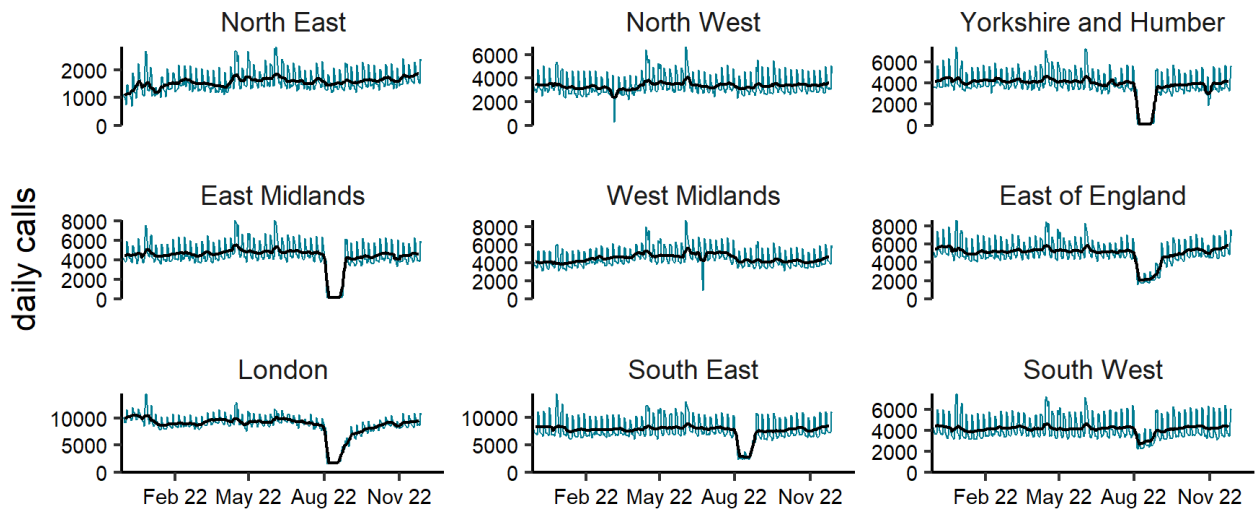 North East
North West
Yorkshire and Humber
2000
1000
0
6000
4000
2000
0
6000
4000
2000
0
East Midlands
West Midlands
East of England
8000
6000
4000
2000
0
8000
6000
4000
2000
0
8000
6000
4000
2000
0
daily calls
London
South East
South West
10000
5000
0
10000
5000
0
6000
4000
2000
0
Feb 22 May 22 Aug 22 Nov 22
Feb 22 May 22 Aug 22 Nov 22
Feb 22 May 22 Aug 22 Nov 22